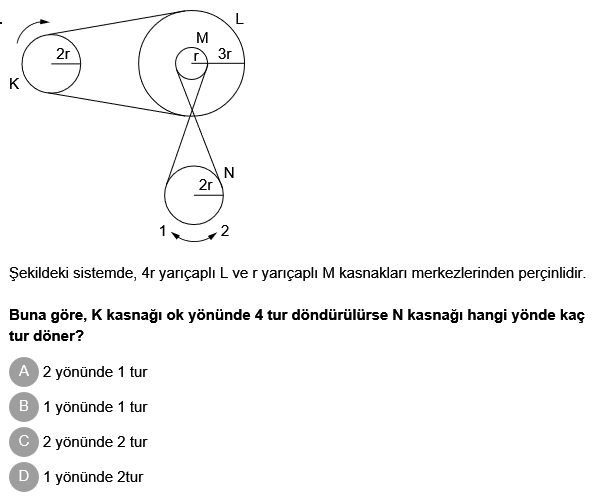 L
M
2r
r
3r
K
N
2r
1
2
Şekildeki sistemde, 4r yarıçaplı L ve r yarıçaplı M kasnakları merkezlerinden perçinlidir.
Buna göre, K kasnağı ok yönünde 4 tur döndürülürse N kasnağı hangi yönde kaç
tur döner?
A 2 yönünde 1 tur
B 1 yönünde 1 tur
C 2 yönünde 2 tur
D 1 yönünde 2tur